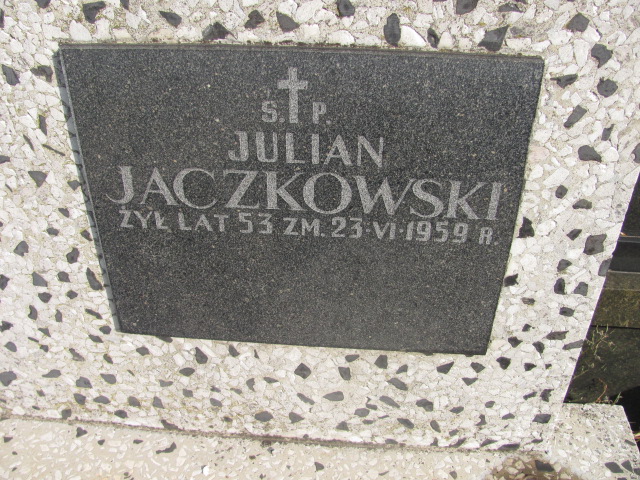 Ś. P.
JULIAN
JACZKOWSKI
ŻYŁ LAT 53 ZM. 23·VI·1959 R.